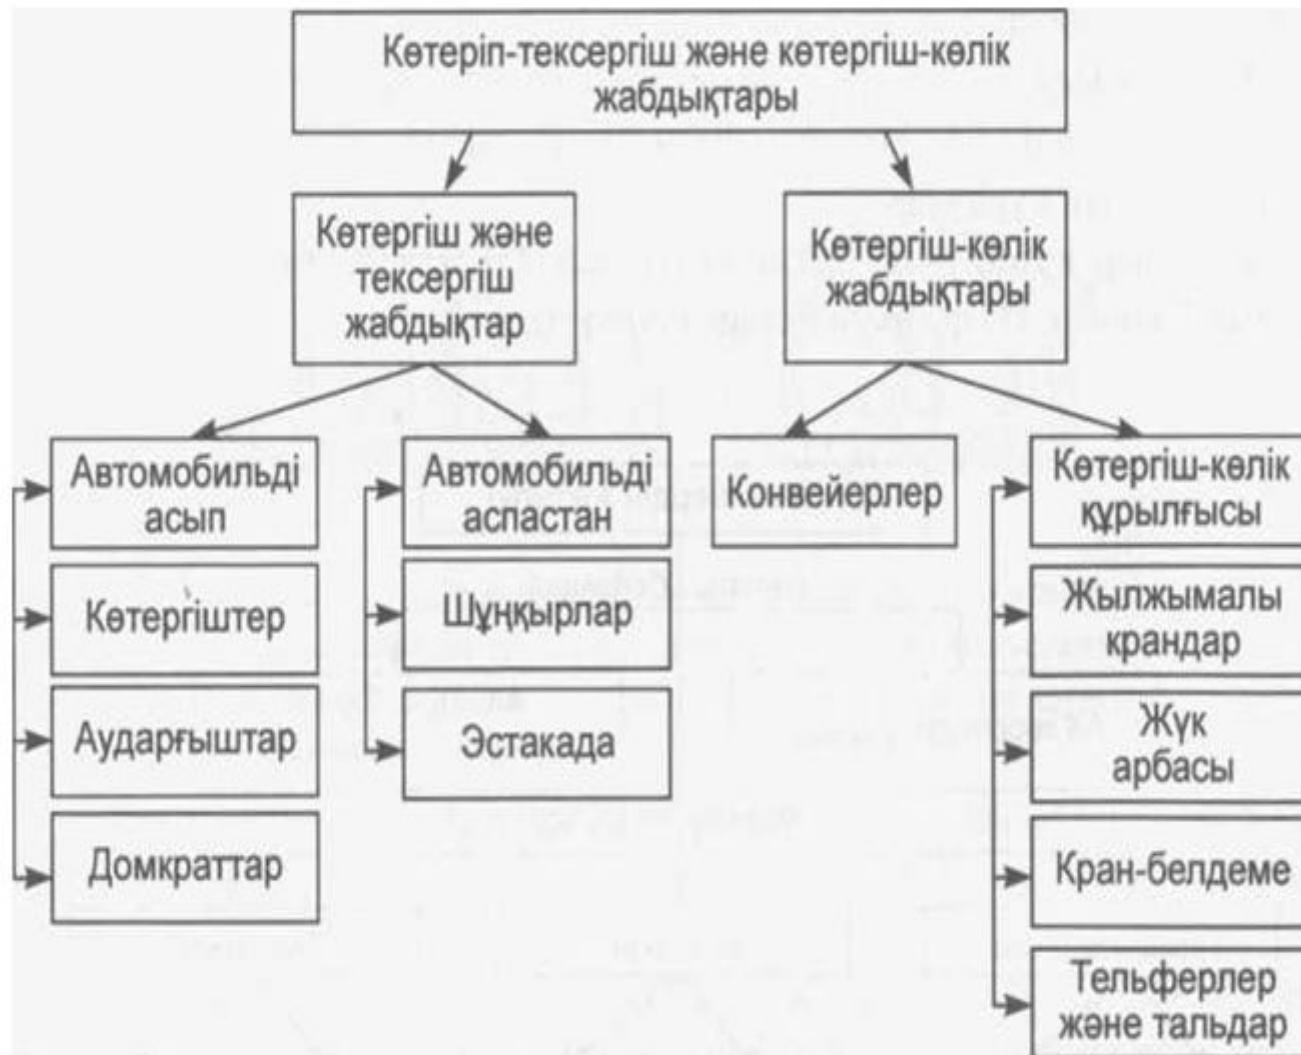 Көтеріп-тексергіш және көтергіш-көлік
жабдықтары
Көтергіш және
тексергіш
жабдықтар
Көтергіш-көлік
жабдықтары
Автомобильді
асып
Көтергіштер
Аударғыштар
Домкраттар
Автомобильді
аспастан
Шұңқырлар
Эстакада
Конвейерлер
Көтергіш-көлік
құрылғысы
Жылжымалы
крандар
Жүк
арбасы
Кран-белдеме
Тельферлер
және тальдар